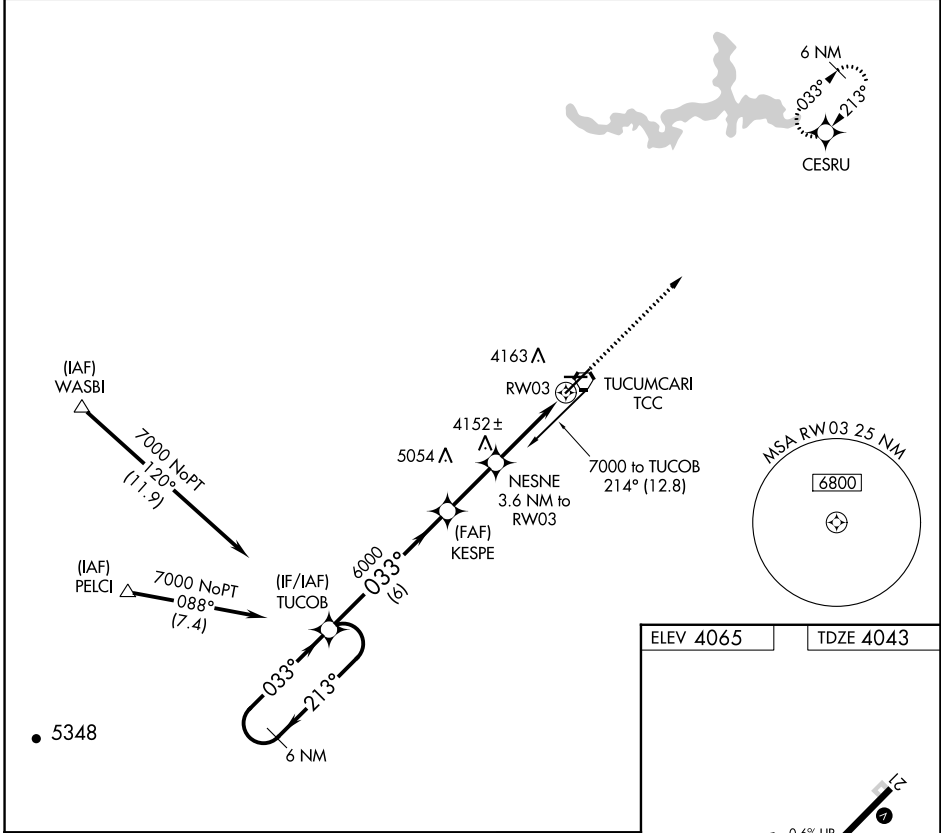 6 NM
033°
213°
CESRU
4163
RW03
TUCUMCARI
TCC
(IAF)
WASBI
7000 NoPT
120°
(11.9)
4152±
5054
NESNE
3.6 NM to
RW03
7000 to TUCOB
214° (12.8)
MSA RW03 25 NM
6800
(FAF)
KESPE
6000
033°
(6)
(IAF)
PELCI
7000 NoPT
088°
(7.4)
(IF/IAF)
TUCOB
033°
213°
6 NM
5348
ELEV 4065
TDZE 4043
21
V
0.6% UP